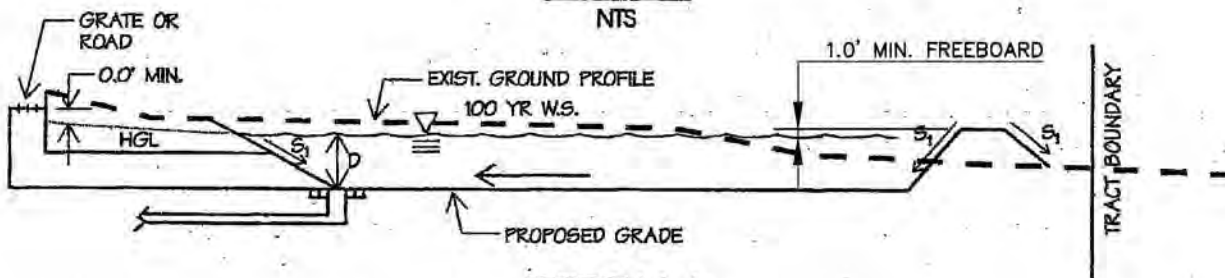 NTS
GRATE OR
ROAD
0.0' MIN.
1.0' MIN. FREEBOARD
EXIST. GROUND PROFILE
100 YR W.S.
HGL
S₁
D
S₁
S₁
TRACT BOUNDARY
PROPOSED GRADE